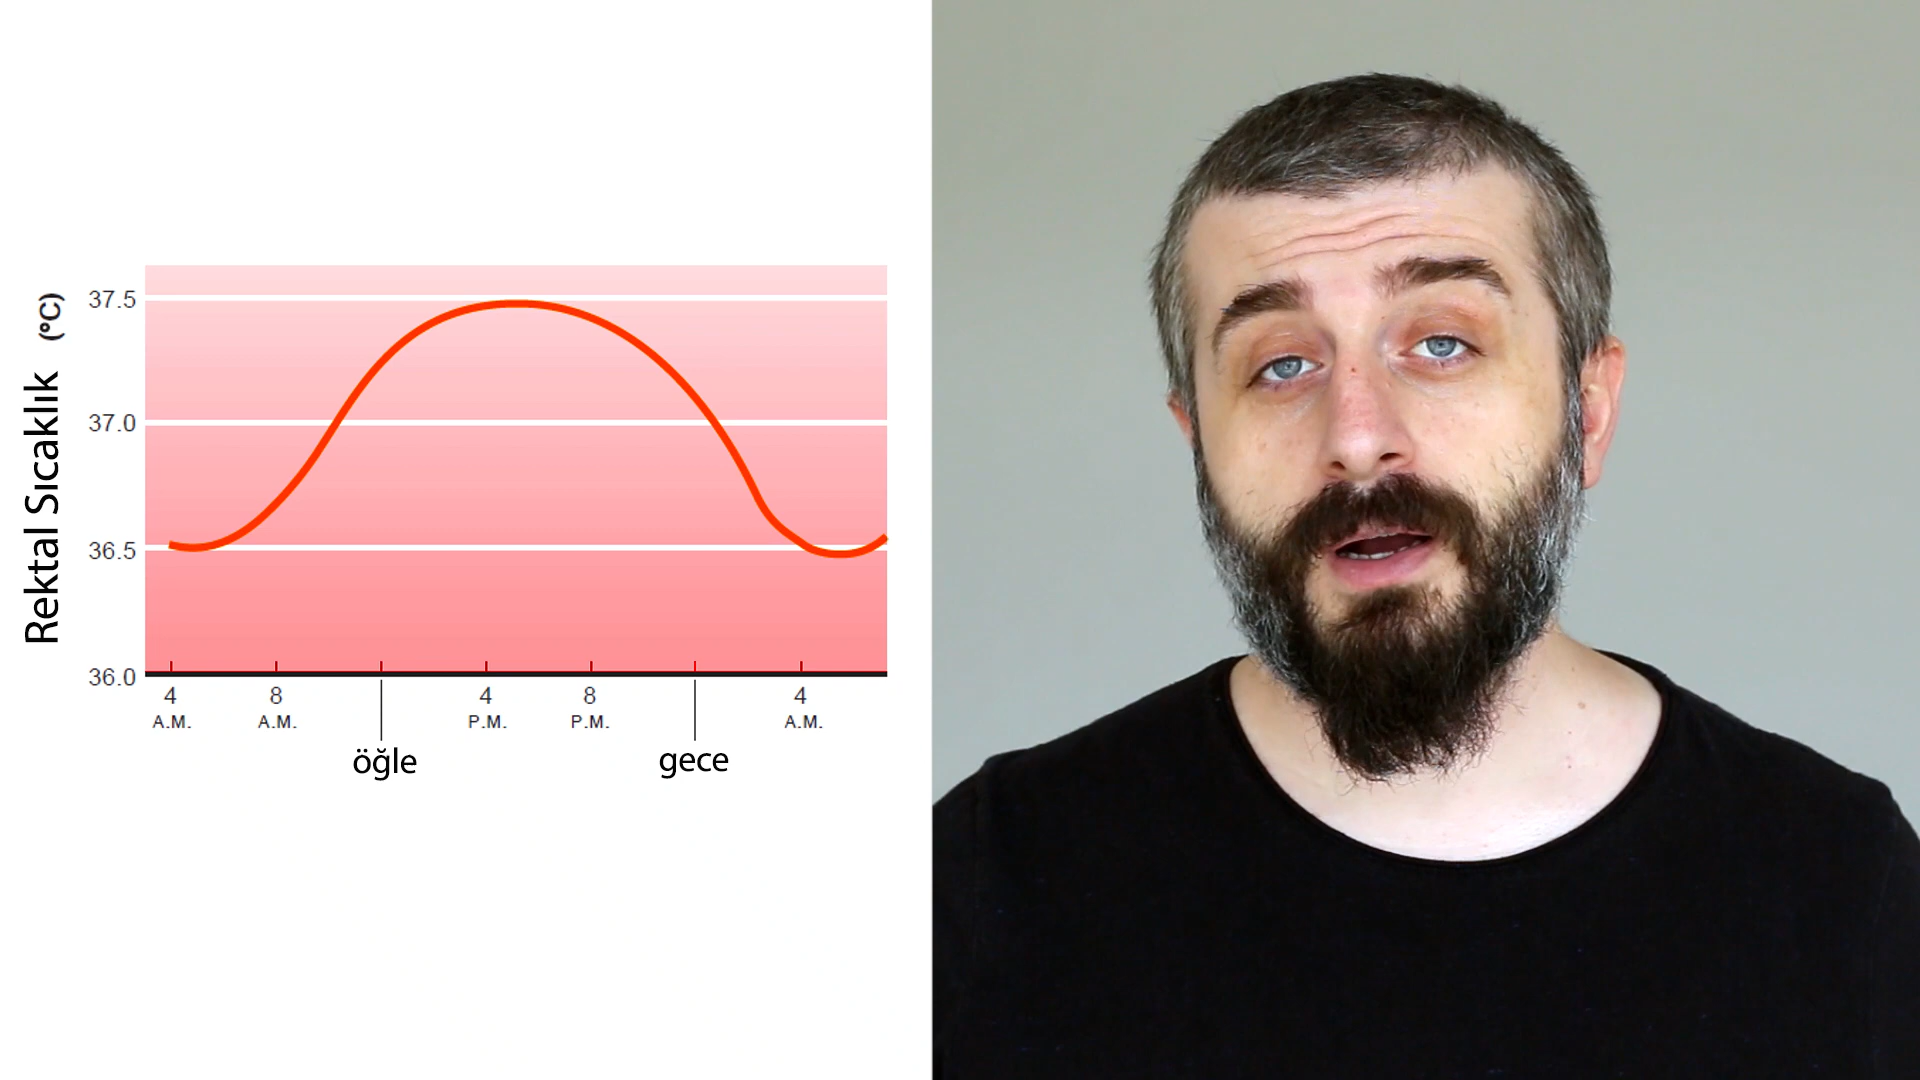 Rektal Sıcaklık (°C)
37.5
37.0
36.5
36.0
4 8 4 8 4
A.M. A.M. P.M. P.M. A.M.
öğle gece